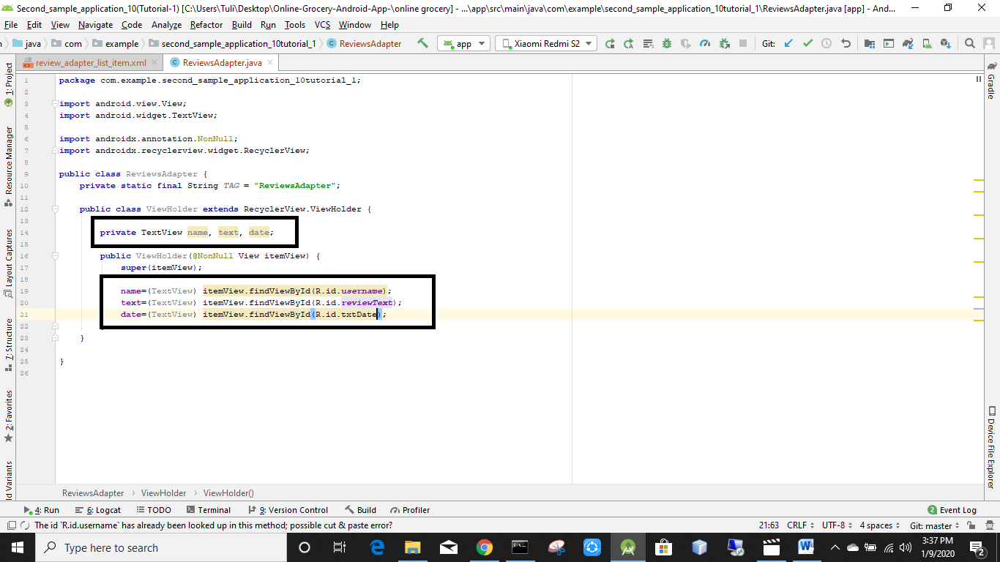 Second_sample_application_10(Tutorial-1) [C:\Users\Tuli\Desktop\Online-Grocery-Android-App-\online grocery] - ...\app\src\main\java\com\example\second_sample_application_10tutorial_1\ReviewsAdapter.java [app] - And...
File Edit View Navigate Code Analyze Refactor Build Run Tools VCS Window Help
java com example second_sample_application_10tutorial_1 ReviewsAdapter app Xiaomi Redmi S2 Git:
review_adapter_list_item.xml ReviewsAdapter.java
1: Project
Resource Manager
Layout Captures
7: Structure
2: Favorites
ld Variants
1 package com.example.second_sample_application_10tutorial_1;
2
3 import android.view.View;
4 import android.widget.TextView;
5
6 import androidx.annotation.NonNull;
7 import androidx.recyclerview.widget.RecyclerView;
8
9 public class ReviewsAdapter {
10 private static final String TAG = "ReviewsAdapter";
11
12 public class ViewHolder extends RecyclerView.ViewHolder {
13
14 private TextView name, text, date;
15
16 public ViewHolder(@NonNull View itemView) {
17 super(itemView);
18
19 name=(TextView) itemView.findViewById(R.id.username);
20 text=(TextView) itemView.findViewById(R.id.reviewText);
21 date=(TextView) itemView.findViewById(R.id.txtDate);
22
23 }
24
25 }
26
Gradle
Device File Explorer
ReviewsAdapter ViewHolder ViewHolder()
4: Run 6: Logcat TODO Terminal 9: Version Control Build Profiler 2 Event Log
The id `R.id.username` has already been looked up in this method; possible cut & paste error? 21:63 CRLF UTF-8 4 spaces Git: master
Type here to search
3:37 PM
1/9/2020
2